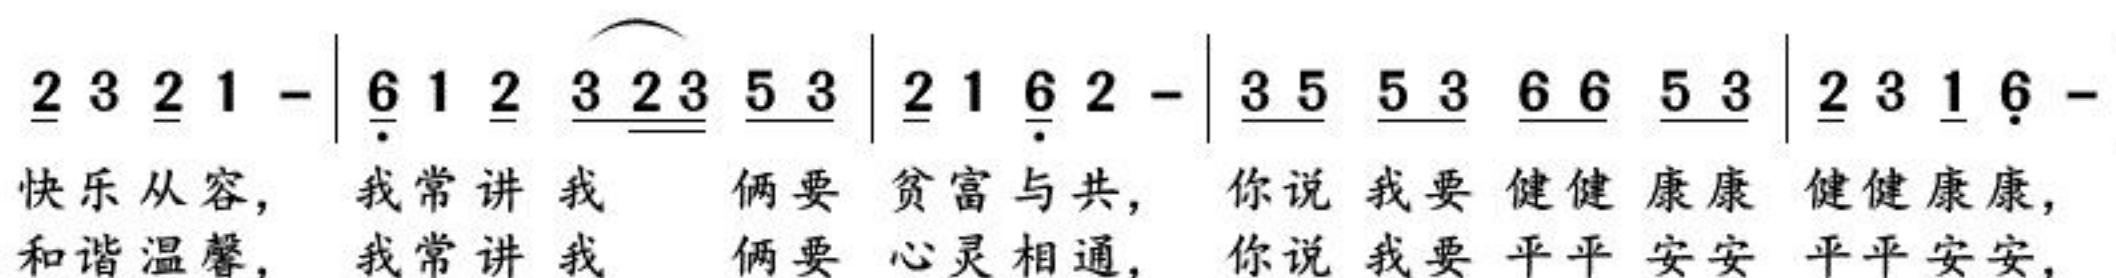 2 3 2 1 - | 6 1 2 3 2 3 5 3 | 2 1 6 2 - | 3 5 5 3 6 6 5 3 | 2 3 1 6 -
快乐从容， 我常讲我 俩要 贫富与共， 你说 我要 健健 康康 健健康康，
和谐温馨， 我常讲我 俩要 心灵相通， 你说 我要 平平 安安 平平安安，